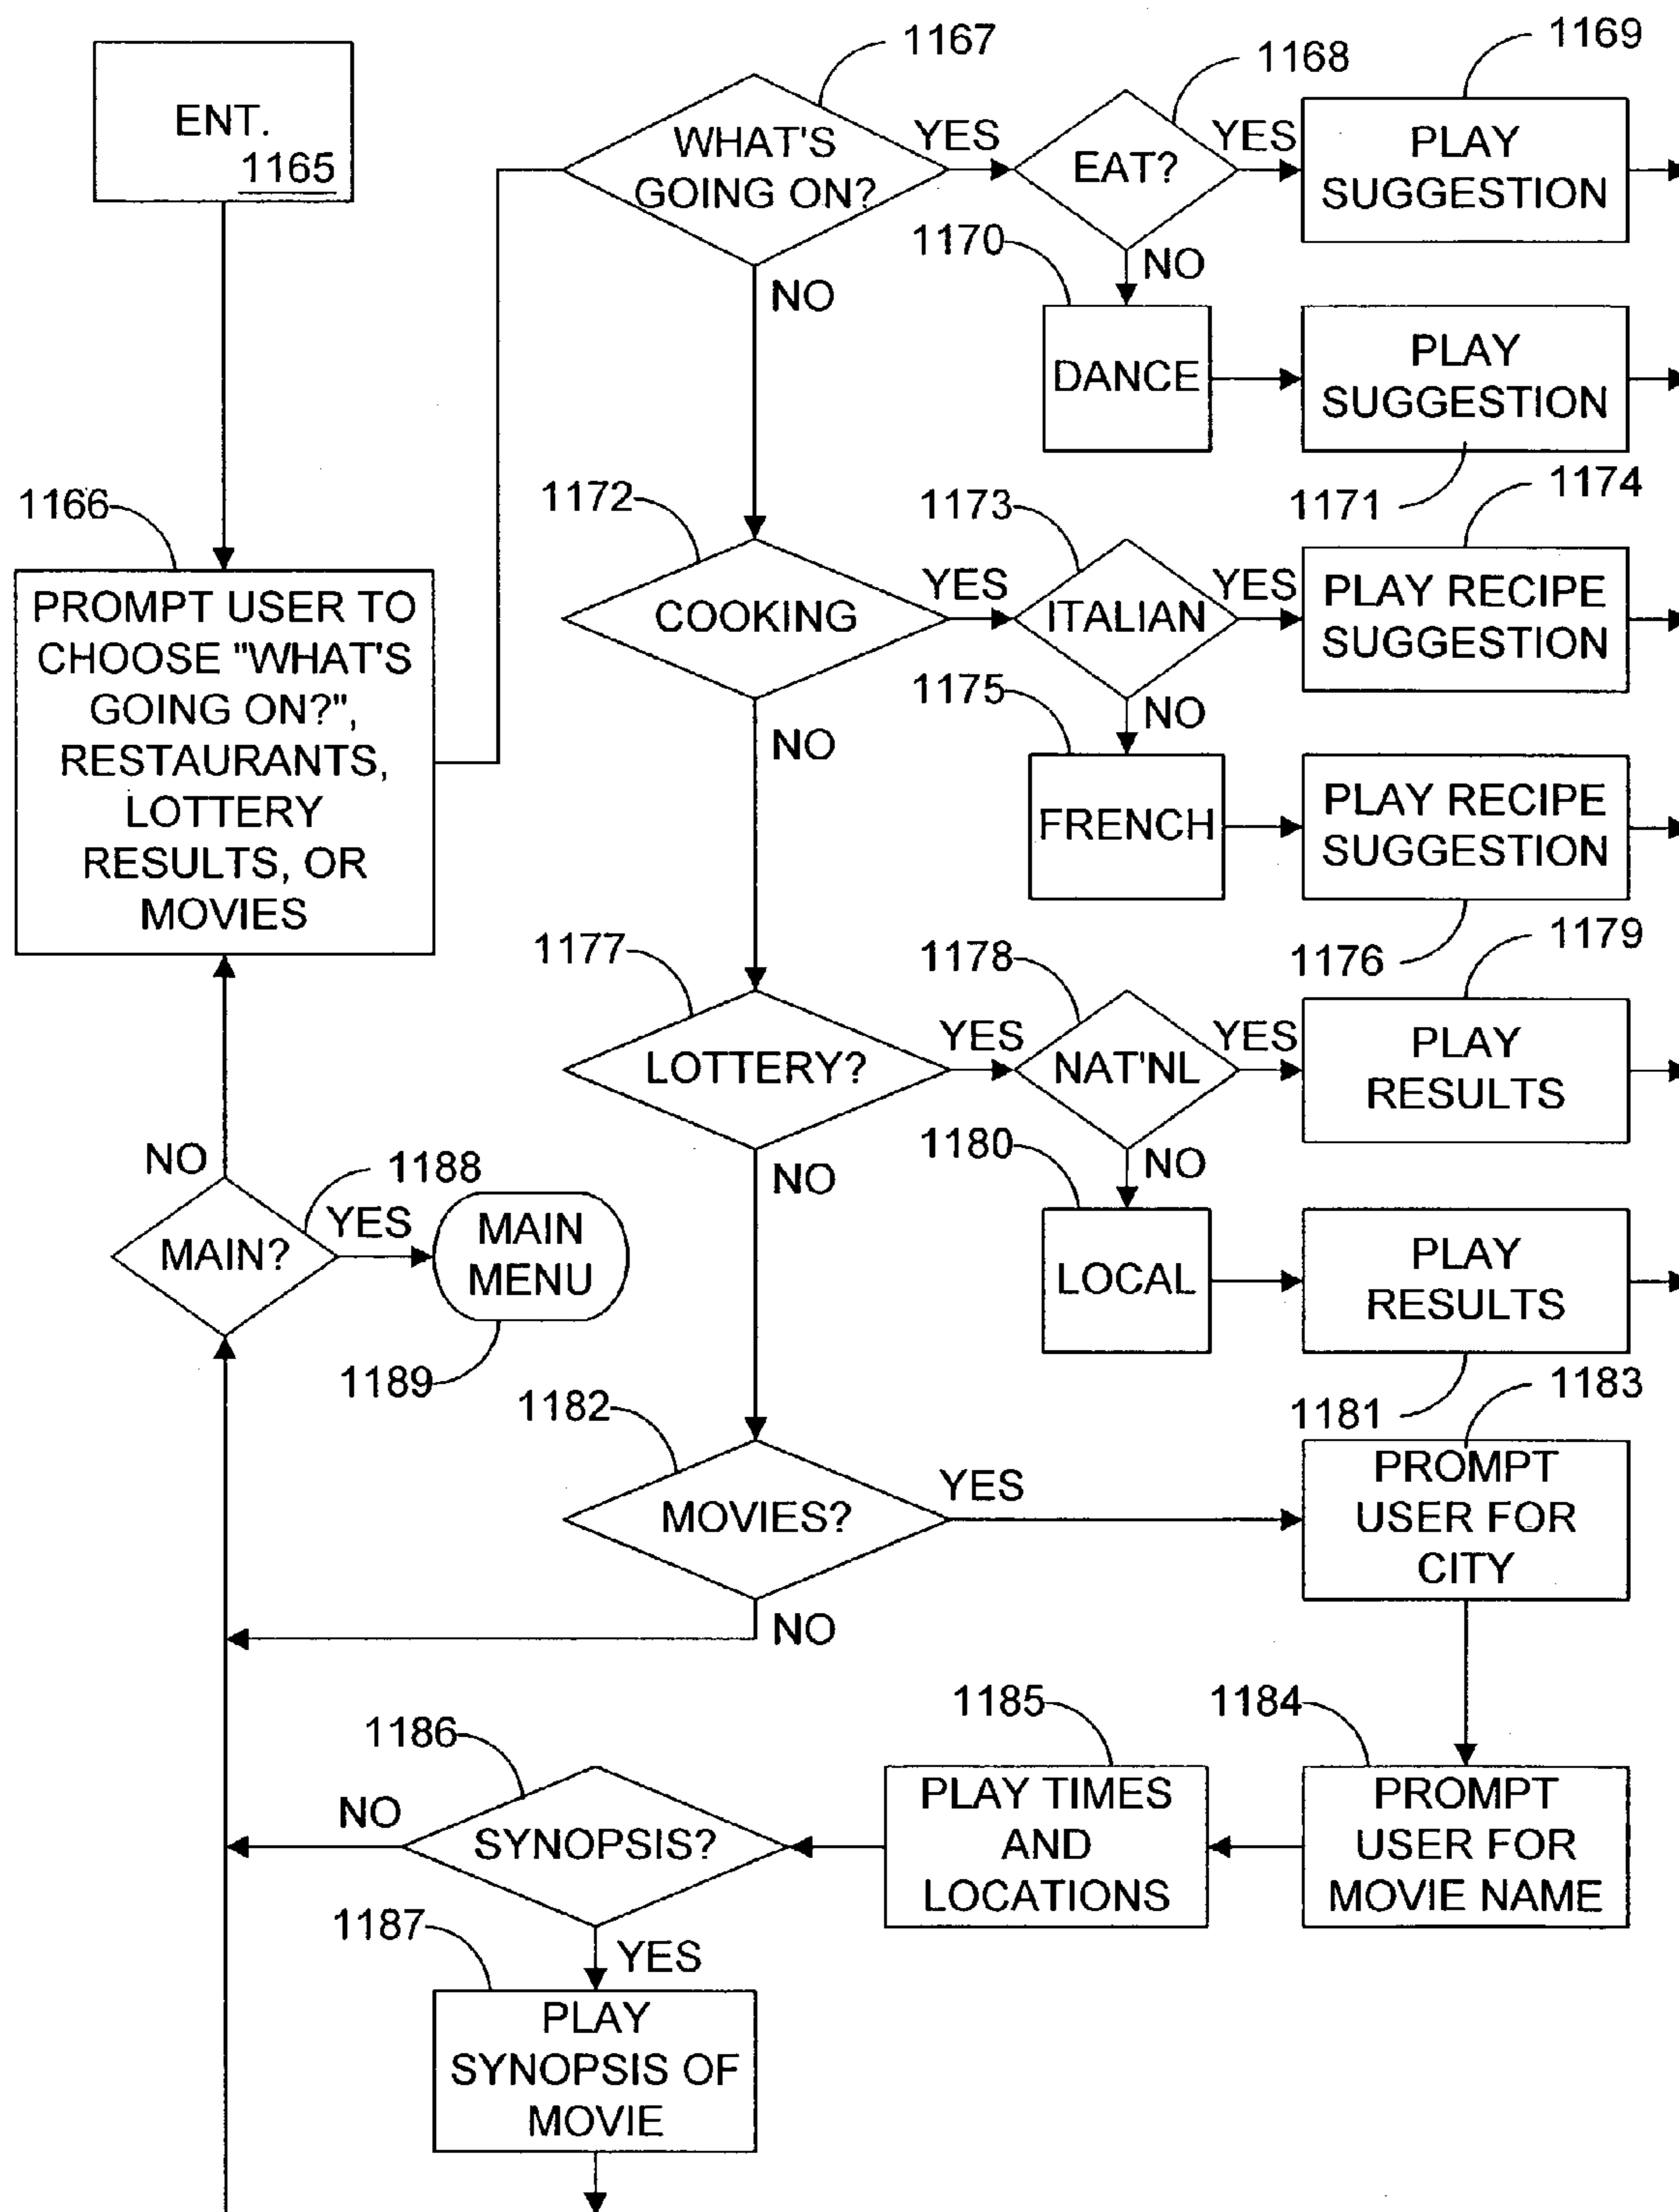 ENT.
1165
1166
PROMPT USER TO
CHOOSE "WHAT'S
GOING ON?",
RESTAURANTS,
LOTTERY
RESULTS, OR
MOVIES
1167
WHAT'S
GOING ON?
YES
NO
1168
EAT?
YES
NO
1169
PLAY
SUGGESTION
1170
DANCE
PLAY
SUGGESTION
1171
1172
COOKING
YES
NO
1173
ITALIAN
YES
NO
1174
PLAY RECIPE
SUGGESTION
1175
FRENCH
PLAY RECIPE
SUGGESTION
1176
1177
LOTTERY?
YES
NO
1178
NAT'NL
YES
NO
1179
PLAY
RESULTS
1180
LOCAL
PLAY
RESULTS
1181
1182
MOVIES?
YES
NO
1183
PROMPT
USER FOR
CITY
1184
PROMPT
USER FOR
MOVIE NAME
1185
PLAY TIMES
AND
LOCATIONS
1186
SYNOPSIS?
NO
YES
1187
PLAY
SYNOPSIS OF
MOVIE
1188
MAIN?
NO
YES
MAIN
MENU
1189